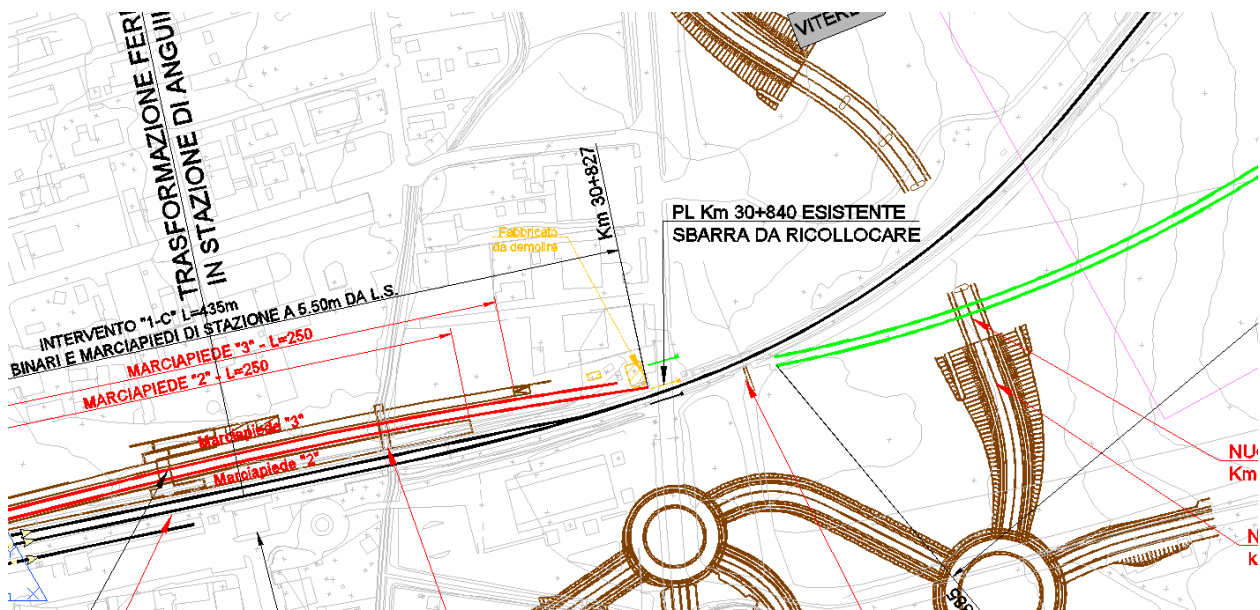 TRASFORMAZIONE FER
IN STAZIONE DI ANGUI
VITER
Km 30+827
PL Km 30+840 ESISTENTE
SBARRA DA RICOLLOCARE
Fabbricato
da demolire
INTERVENTO "1-C" L=435m
BINARI E MARCIAPIEDI DI STAZIONE A 5.50m DA L.S.
MARCIAPIEDE "3" - L=250
MARCIAPIEDE "2" - L=250
Marciapiede "3"
Marciapiede "2"
NU
Km
N
k